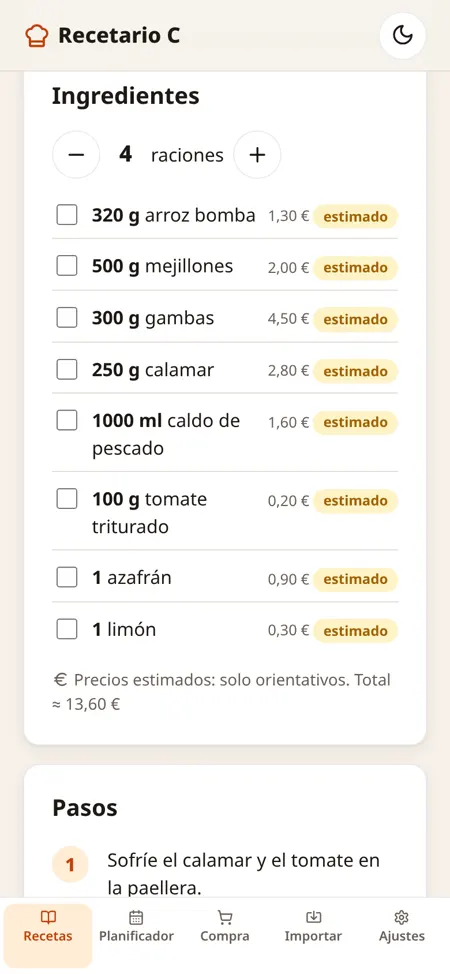 Recetario C
Ingredientes
4 raciones
320 g arroz bomba 1,30 € estimado
500 g mejillones 2,00 € estimado
300 g gambas 4,50 € estimado
250 g calamar 2,80 € estimado
1000 ml caldo de 1,60 € estimado
pescado
100 g tomate 0,20 € estimado
triturado
1 azafrán 0,90 € estimado
1 limón 0,30 € estimado
€ Precios estimados: solo orientativos. Total
≈ 13,60 €
Pasos
1 Sofríe el calamar y el tomate en
la paellera.
Recetas Planificador Compra Importar Ajustes